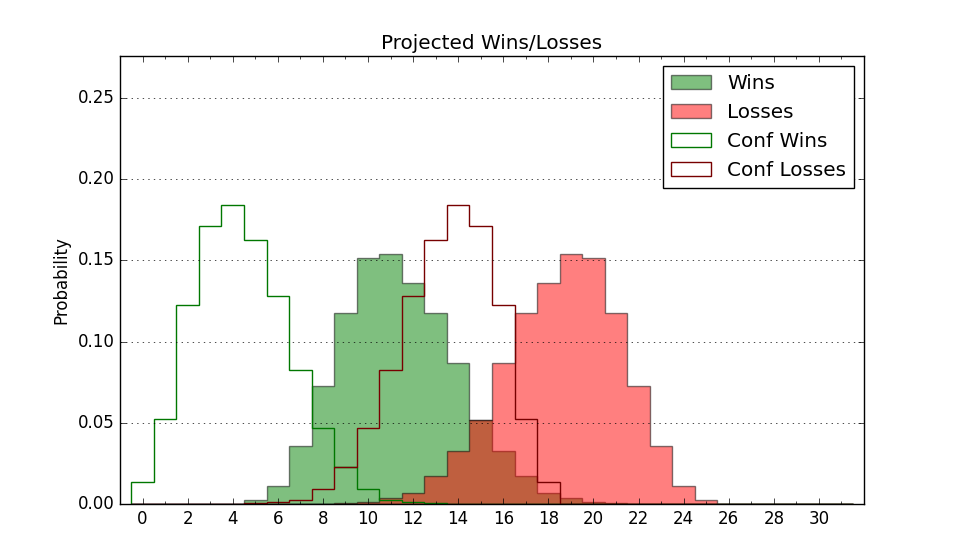 Projected Wins/Losses
Wins
Losses
Conf Wins
Conf Losses
Probability
0.25
0.20
0.15
0.10
0.05
0.00
0 2 4 6 8 10 12 14 16 18 20 22 24 26 28 30